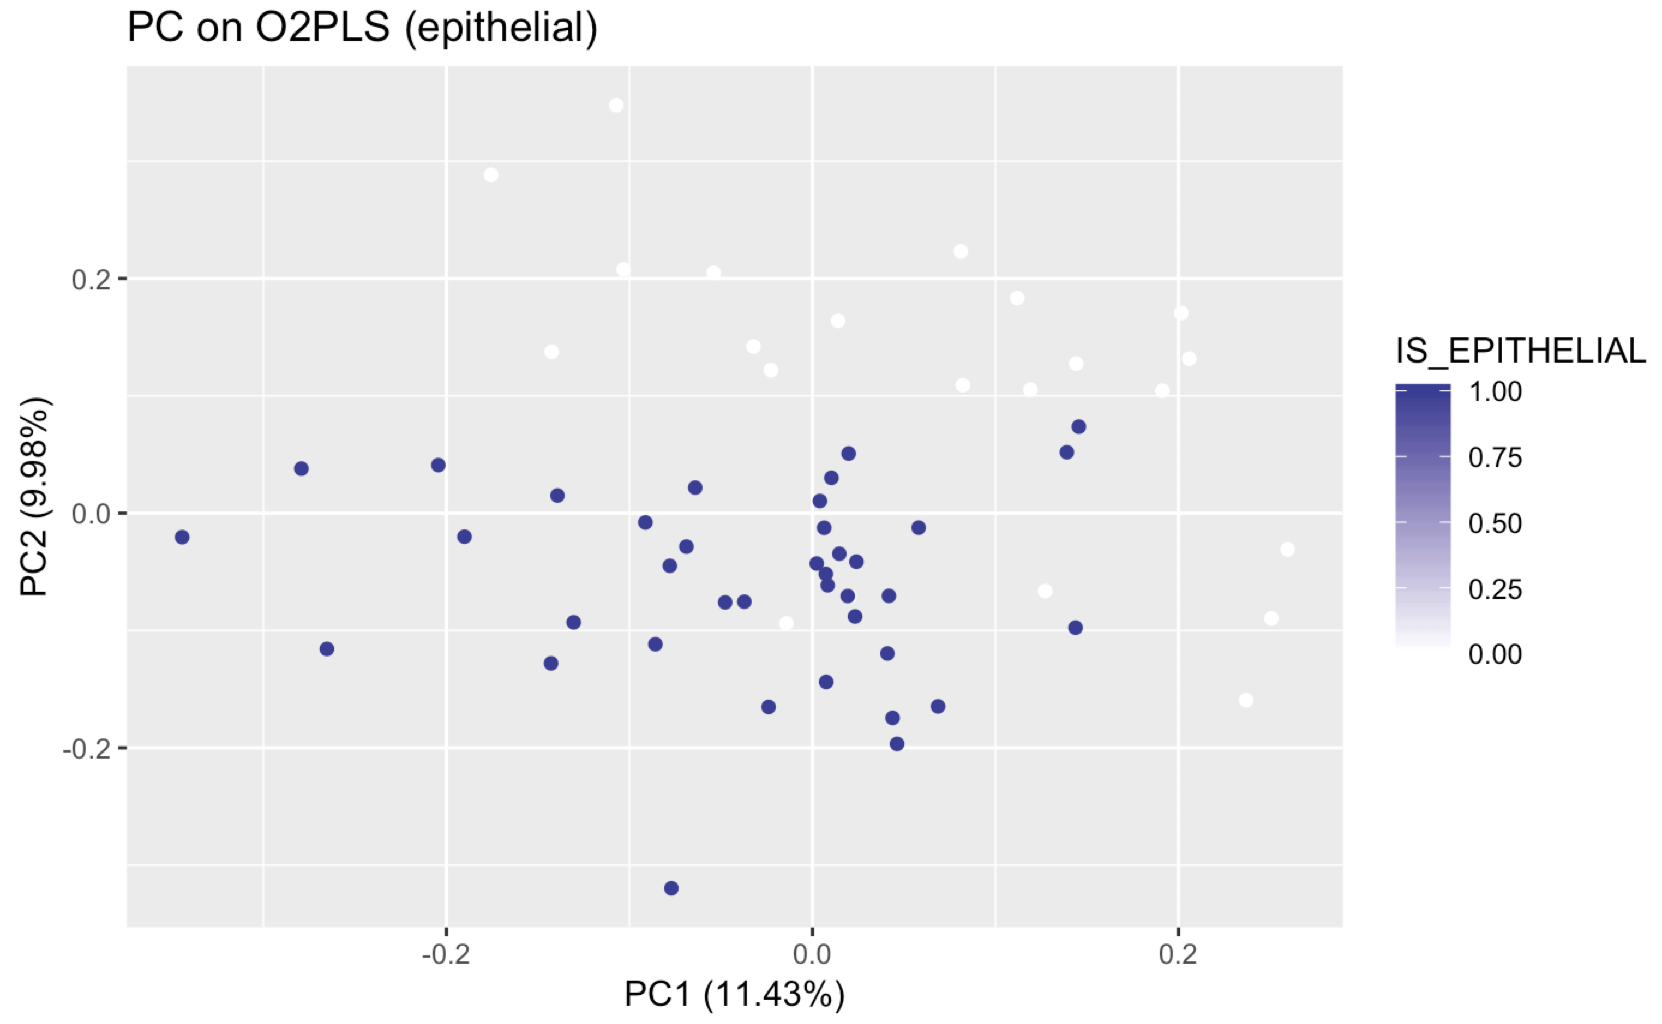 PC on O2PLS (epithelial)
PC2 (9.98%)
0.2
0.0
-0.2
-0.2
0.0
0.2
PC1 (11.43%)
IS_EPITHELIAL
1.00
0.75
0.50
0.25
0.00